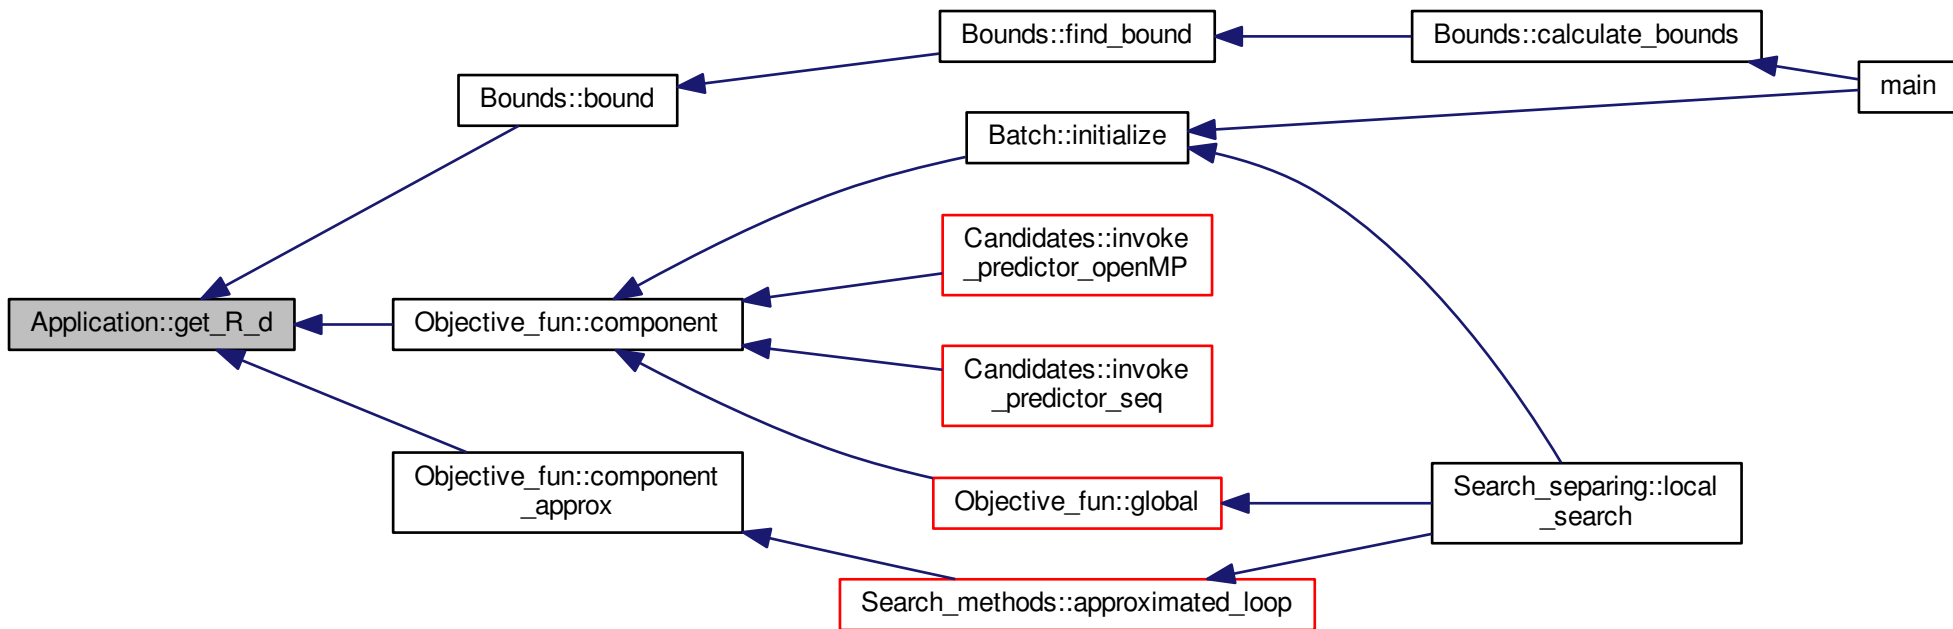 Bounds::find_bound
Bounds::calculate_bounds
main
Bounds::bound
Batch::initialize
Candidates::invoke
_predictor_openMP
Application::get_R_d
Objective_fun::component
Candidates::invoke
_predictor_seq
Objective_fun::component
_approx
Objective_fun::global
Search_separing::local
_search
Search_methods::approximated_loop